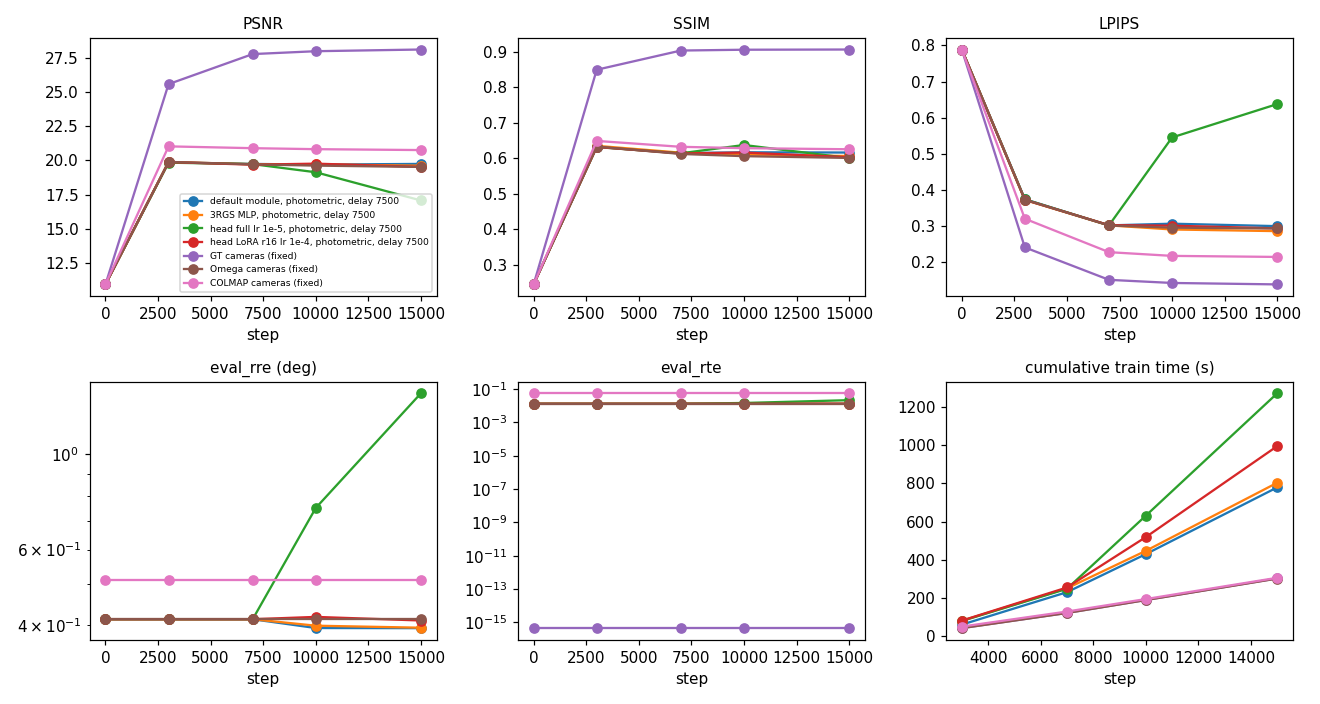 PSNR
27.5
25.0
22.5
20.0
17.5
15.0
12.5
0 2500 5000 7500 10000 12500 15000
step
default module, photometric, delay 7500
3RGS MLP, photometric, delay 7500
head full lr 1e-5, photometric, delay 7500
head LoRA r16 lr 1e-4, photometric, delay 7500
GT cameras (fixed)
Omega cameras (fixed)
COLMAP cameras (fixed)
SSIM
0.9
0.8
0.7
0.6
0.5
0.4
0.3
0 2500 5000 7500 10000 12500 15000
step
LPIPS
0.8
0.7
0.6
0.5
0.4
0.3
0.2
0 2500 5000 7500 10000 12500 15000
step
eval_rre (deg)
10⁰
6 × 10⁻¹
4 × 10⁻¹
0 2500 5000 7500 10000 12500 15000
step
eval_rte
10⁻¹
10⁻³
10⁻⁵
10⁻⁷
10⁻⁹
10⁻¹¹
10⁻¹³
10⁻¹⁵
0 2500 5000 7500 10000 12500 15000
step
cumulative train time (s)
1200
1000
800
600
400
200
0
4000 6000 8000 10000 12000 14000
step